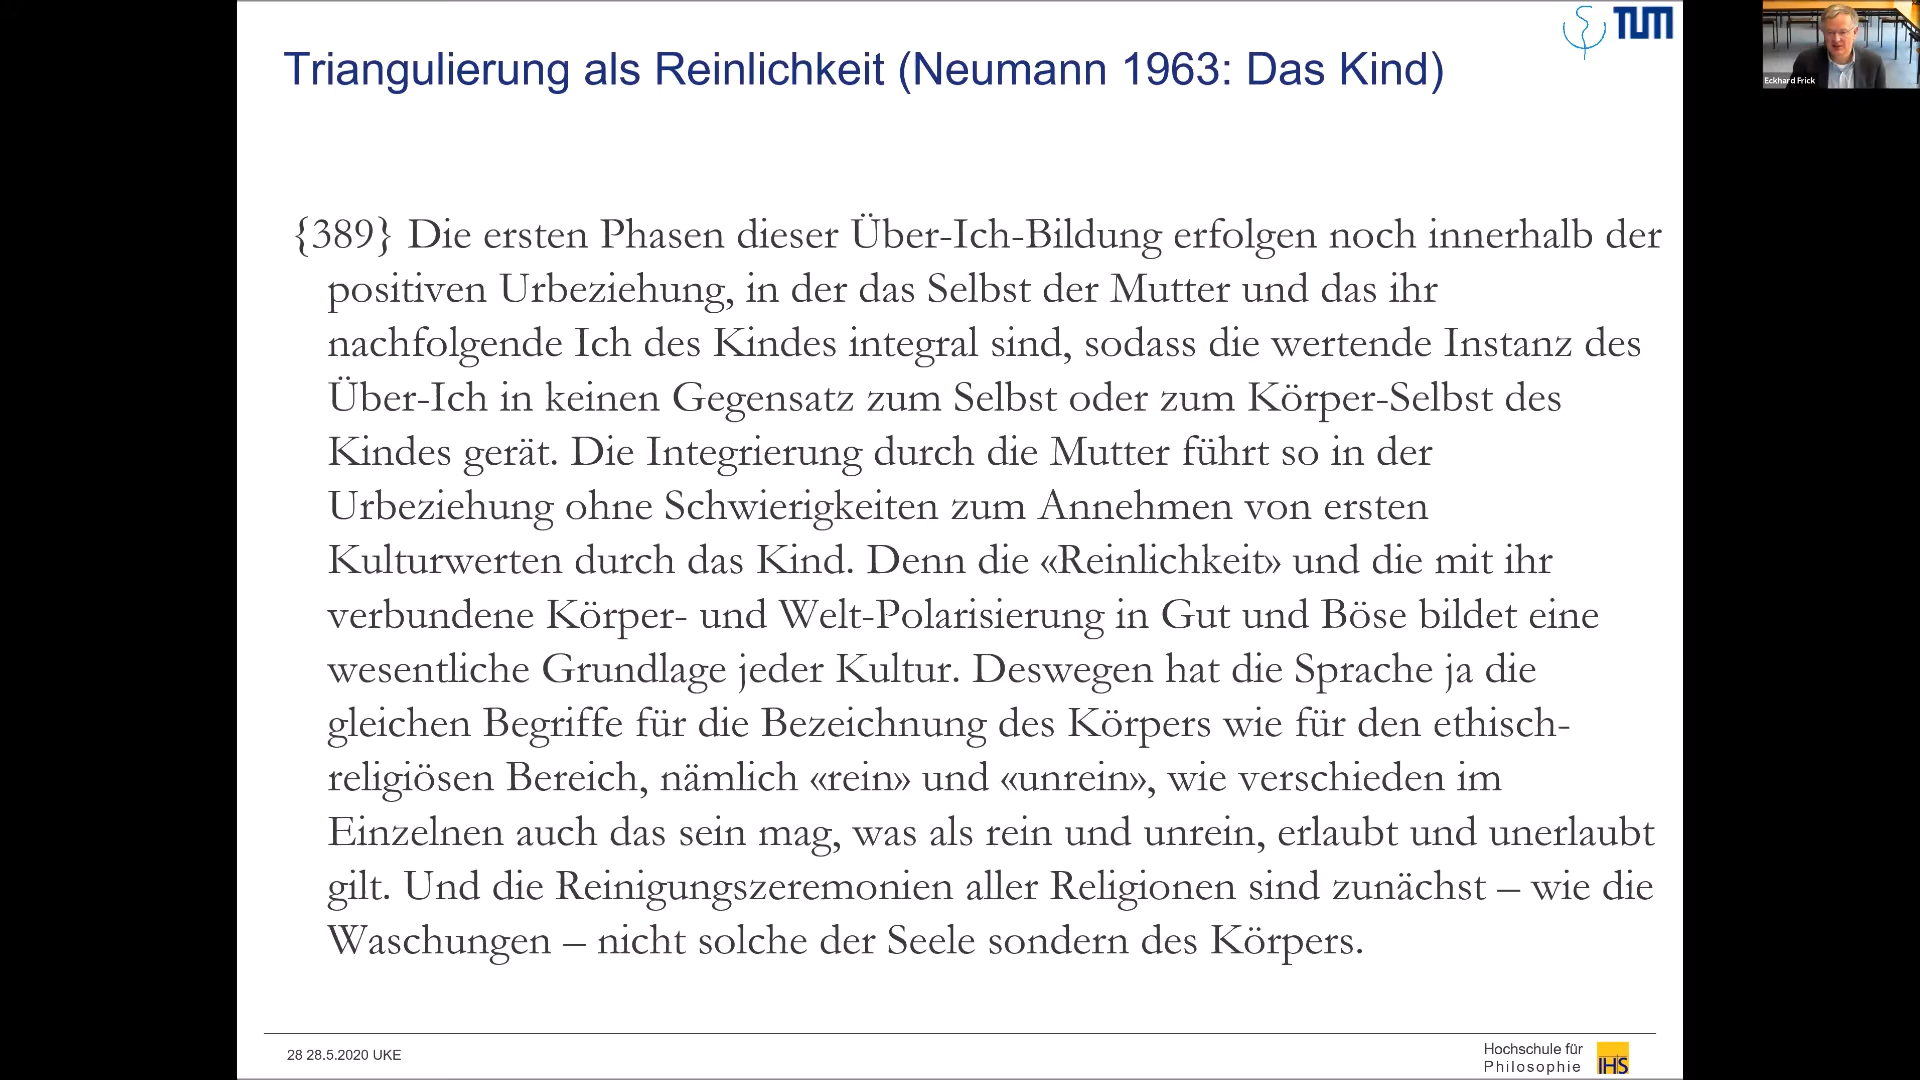 TUM
Triangulierung als Reinlichkeit (Neumann 1963: Das Kind)
Eckhard Frick
{389} Die ersten Phasen dieser Über-Ich-Bildung erfolgen noch innerhalb der
positiven Urbeziehung, in der das Selbst der Mutter und das ihr
nachfolgende Ich des Kindes integral sind, sodass die wertende Instanz des
Über-Ich in keinen Gegensatz zum Selbst oder zum Körper-Selbst des
Kindes gerät. Die Integrierung durch die Mutter führt so in der
Urbeziehung ohne Schwierigkeiten zum Annehmen von ersten
Kulturwerten durch das Kind. Denn die «Reinlichkeit» und die mit ihr
verbundene Körper- und Welt-Polarisierung in Gut und Böse bildet eine
wesentliche Grundlage jeder Kultur. Deswegen hat die Sprache ja die
gleichen Begriffe für die Bezeichnung des Körpers wie für den ethisch-
religiösen Bereich, nämlich «rein» und «unrein», wie verschieden im
Einzelnen auch das sein mag, was als rein und unrein, erlaubt und unerlaubt
gilt. Und die Reinigungszeremonien aller Religionen sind zunächst – wie die
Waschungen – nicht solche der Seele sondern des Körpers.
28 28.5.2020 UKE
Hochschule für
Philosophie
IHS